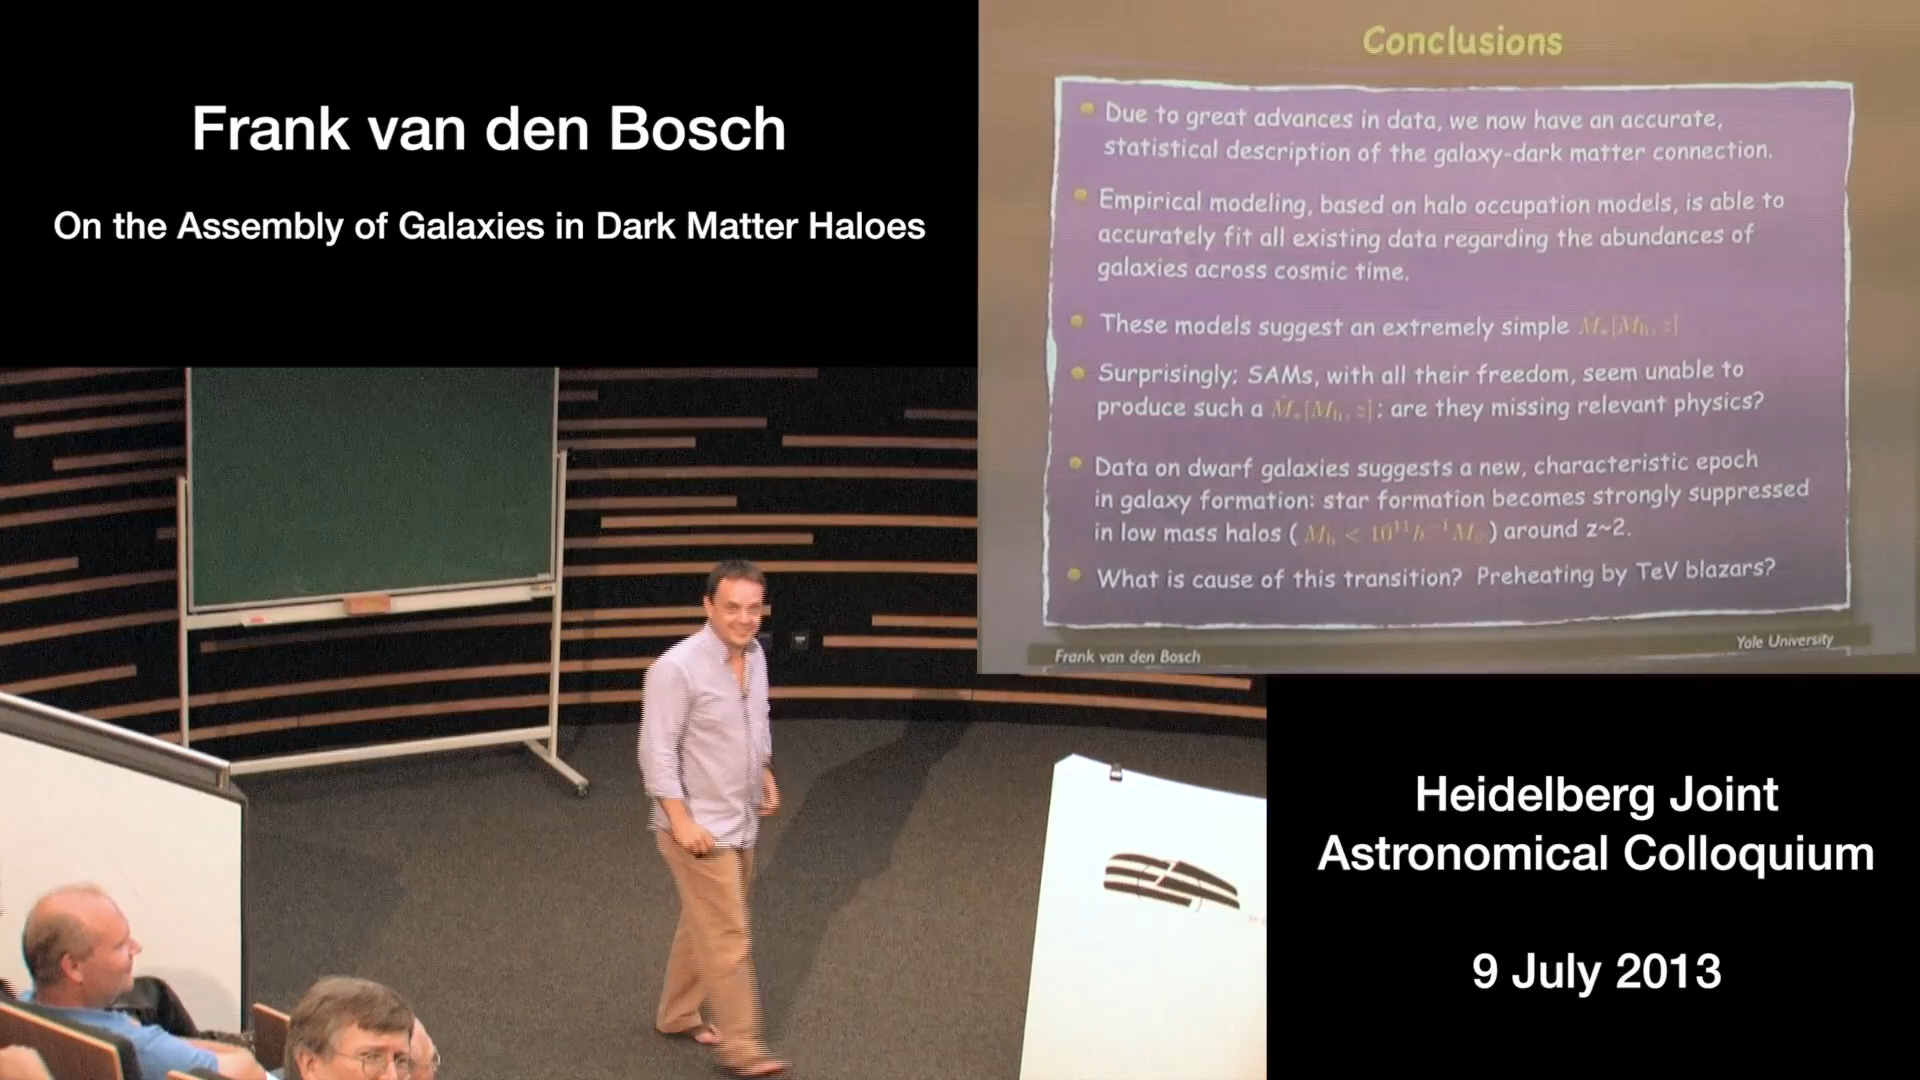 Frank van den Bosch
On the Assembly of Galaxies in Dark Matter Haloes
Conclusions
Due to great advances in data, we now have an accurate,
statistical description of the galaxy-dark matter connection.
Empirical modeling, based on halo occupation models, is able to
accurately fit all existing data regarding the abundances of
galaxies across cosmic time.
These models suggest an extremely simple Ṁ*[Mh, z]
Surprisingly; SAMs, with all their freedom, seem unable to
produce such a Ṁ*[Mh, z]; are they missing relevant physics?
Data on dwarf galaxies suggests a new, characteristic epoch
in galaxy formation: star formation becomes strongly suppressed
in low mass halos ( Mh < 10¹¹h⁻¹M⊙) around z~2.
What is cause of this transition? Preheating by TeV blazars?
Frank van den Bosch
Yale University
Heidelberg Joint
Astronomical Colloquium
9 July 2013